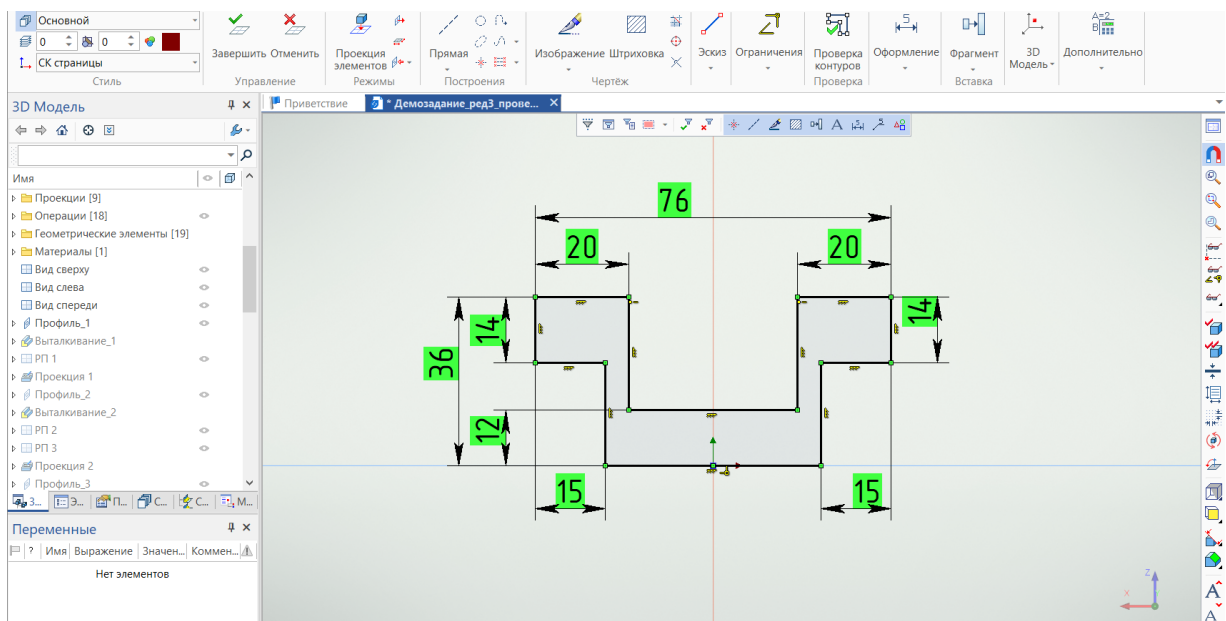 Основной
0 0
СК страницы
Стиль
Завершить Отменить
Управление
Проекция элементов
Режимы
Прямая
Построения
Изображение Штриховка
Чертёж
Эскиз
Ограничения
Проверка контуров
Проверка
Оформление
Фрагмент
Вставка
3D Модель
A=2
B
Дополнительно
3D Модель
Приветствие
* Демозадание_ред3_прове...
Имя
Проекции [9]
Операции [18]
Геометрические элементы [19]
Материалы [1]
Вид сверху
Вид слева
Вид спереди
Профиль_1
Выталкивание_1
РП 1
Проекция 1
Профиль_2
Выталкивание_2
РП 2
РП 3
Проекция 2
Профиль_3
З... Э... П... С... С... М...
Переменные
? Имя Выражение Значен... Коммен...
Нет элементов
76
20 20
14 14
36
12
15 15
Z
X